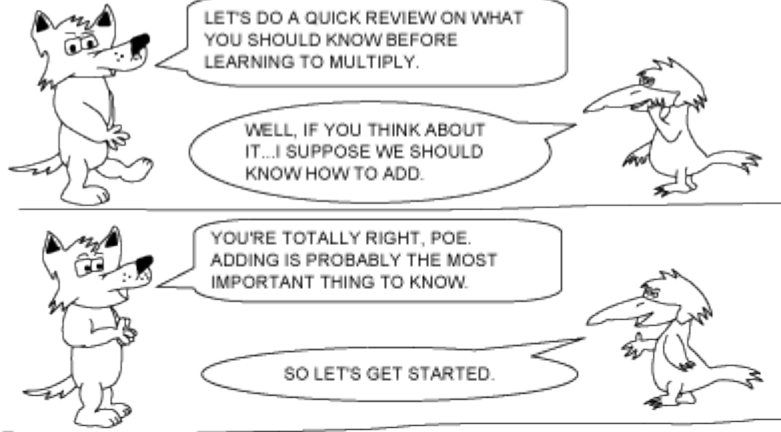 LET'S DO A QUICK REVIEW ON WHAT
YOU SHOULD KNOW BEFORE
LEARNING TO MULTIPLY.
WELL, IF YOU THINK ABOUT
IT...I SUPPOSE WE SHOULD
KNOW HOW TO ADD.
YOU'RE TOTALLY RIGHT, POE.
ADDING IS PROBABLY THE MOST
IMPORTANT THING TO KNOW.
SO LET'S GET STARTED.